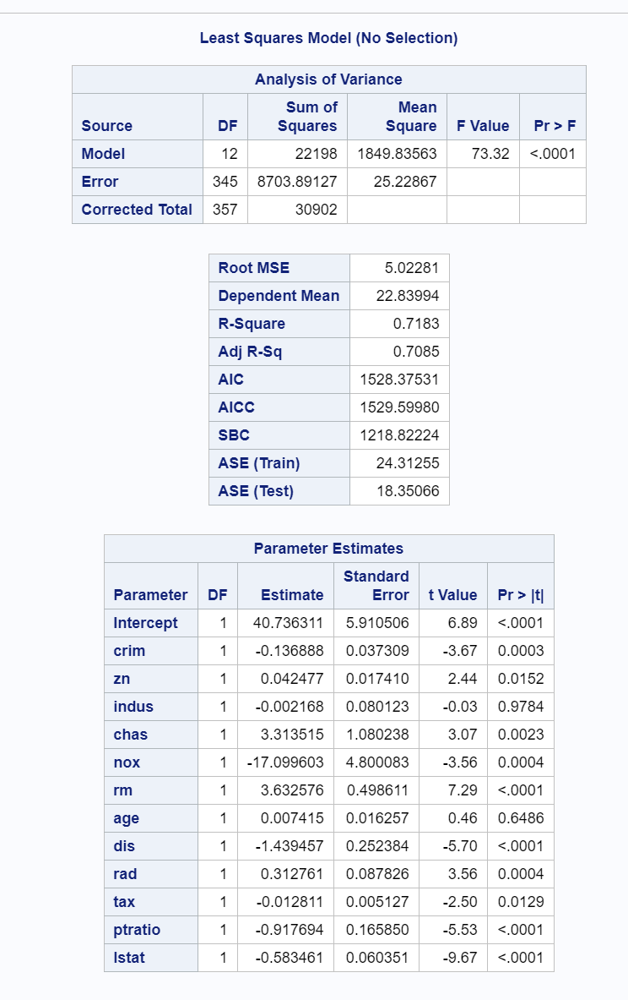 Least Squares Model (No Selection)
Analysis of Variance
Source DF Sum of Squares Mean Square F Value Pr > F
Model 12 22198 1849.83563 73.32 <.0001
Error 345 8703.89127 25.22867
Corrected Total 357 30902
Root MSE 5.02281
Dependent Mean 22.83994
R-Square 0.7183
Adj R-Sq 0.7085
AIC 1528.37531
AICC 1529.59980
SBC 1218.82224
ASE (Train) 24.31255
ASE (Test) 18.35066
Parameter Estimates
Parameter DF Estimate Standard Error t Value Pr > |t|
Intercept 1 40.736311 5.910506 6.89 <.0001
crim 1 -0.136888 0.037309 -3.67 0.0003
zn 1 0.042477 0.017410 2.44 0.0152
indus 1 -0.002168 0.080123 -0.03 0.9784
chas 1 3.313515 1.080238 3.07 0.0023
nox 1 -17.099603 4.800083 -3.56 0.0004
rm 1 3.632576 0.498611 7.29 <.0001
age 1 0.007415 0.016257 0.46 0.6486
dis 1 -1.439457 0.252384 -5.70 <.0001
rad 1 0.312761 0.087826 3.56 0.0004
tax 1 -0.012811 0.005127 -2.50 0.0129
ptratio 1 -0.917694 0.165850 -5.53 <.0001
lstat 1 -0.583461 0.060351 -9.67 <.0001